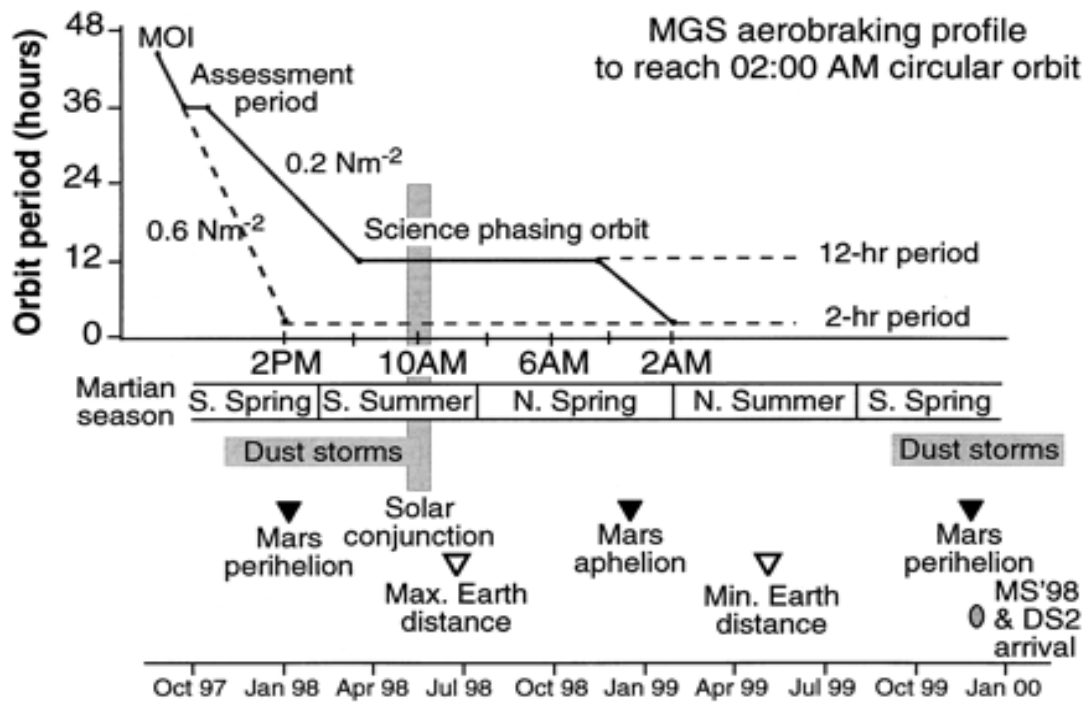 MGS aerobraking profile
to reach 02:00 AM circular orbit
Orbit period (hours)
48
36
24
12
0
MOI
Assessment
period
0.2 Nm-2
0.6 Nm-2
Science phasing orbit
12-hr period
2-hr period
2PM 10AM 6AM 2AM
Martian
season
S. Spring S. Summer N. Spring N. Summer S. Spring
Dust storms Dust storms
Solar
conjunction
Mars
perihelion
Mars
aphelion
Mars
perihelion
Max. Earth
distance
Min. Earth
distance
MS'98
& DS2
arrival
Oct 97 Jan 98 Apr 98 Jul 98 Oct 98 Jan 99 Apr 99 Jul 99 Oct 99 Jan 00